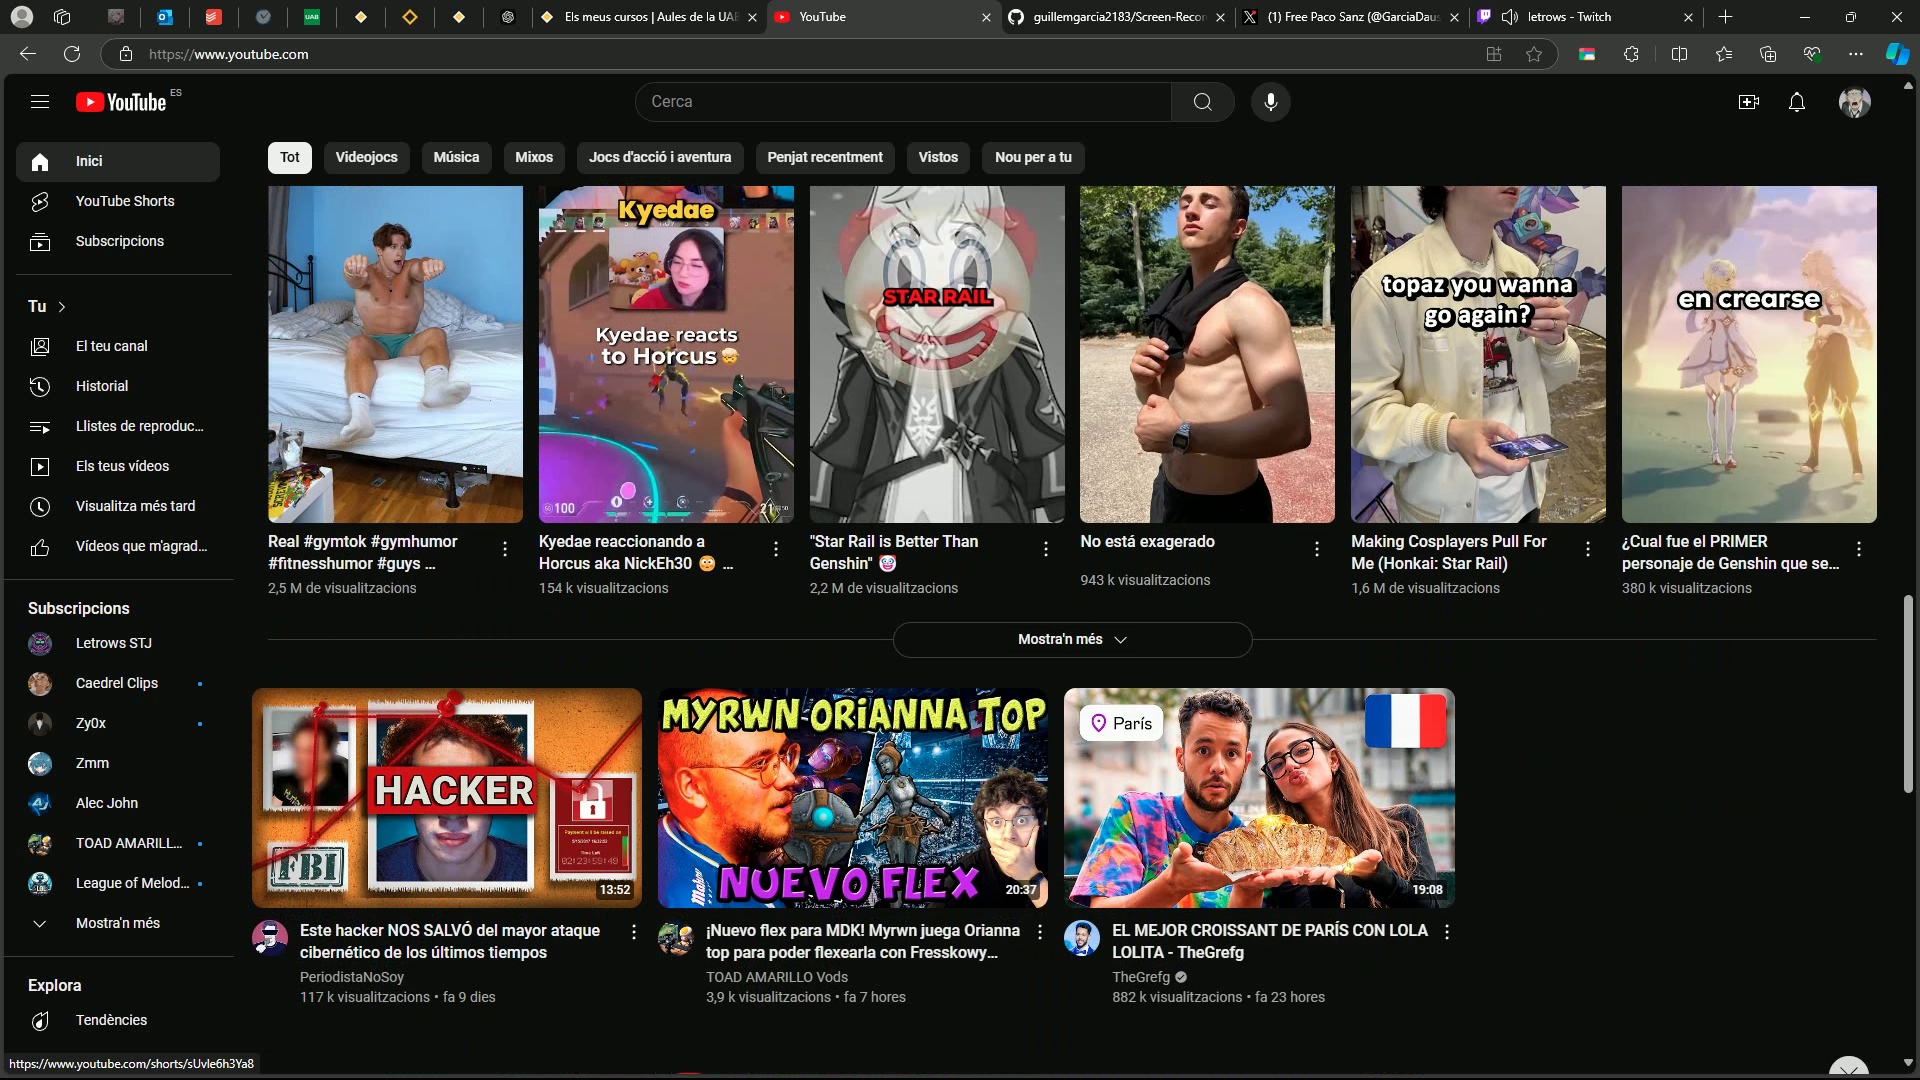 Els meus cursos | Aules de la UAB
YouTube
guillemgarcia2183/Screen-Recor
(1) Free Paco Sanz (@GarciaDaus
letrows - Twitch
https://www.youtube.com
YouTube ES
Cerca
Inici
YouTube Shorts
Subscripcions
Tu
El teu canal
Historial
Llistes de reproduc...
Els teus vídeos
Visualitza més tard
Vídeos que m'agrad...
Subscripcions
Letrows STJ
Caedrel Clips
Zy0x
Zmm
Alec John
TOAD AMARILL...
League of Melod...
Mostra'n més
Explora
Tendències
Tot
Videojocs
Música
Mixos
Jocs d'acció i aventura
Penjat recentment
Vistos
Nou per a tu
Kyedae
Kyedae reacts
to Horcus
100
STAR RAIL
topaz you wanna
go again?
en crearse
Real #gymtok #gymhumor
#fitnesshumor #guys ...
2,5 M de visualitzacions
Kyedae reaccionando a
Horcus aka NickEh30 😳 ...
154 k visualitzacions
"Star Rail is Better Than
Genshin" 🤡
2,2 M de visualitzacions
No está exagerado
943 k visualitzacions
Making Cosplayers Pull For
Me (Honkai: Star Rail)
1,6 M de visualitzacions
¿Cual fue el PRIMER
personaje de Genshin que se...
380 k visualitzacions
Mostra'n més
HACKER
FBI
13:52
MYRWN ORIANNA TOP
NUEVO FLEX
20:37
París
19:08
Este hacker NOS SALVÓ del mayor ataque
cibernético de los últimos tiempos
PeriodistaNoSoy
117 k visualitzacions • fa 9 dies
¡Nuevo flex para MDK! Myrwn juega Orianna
top para poder flexearla con Fresskowy...
TOAD AMARILLO Vods
3,9 k visualitzacions • fa 7 hores
EL MEJOR CROISSANT DE PARÍS CON LOLA
LOLITA - TheGrefg
TheGrefg
882 k visualitzacions • fa 23 hores
https://www.youtube.com/shorts/sUvle6h3Ya8